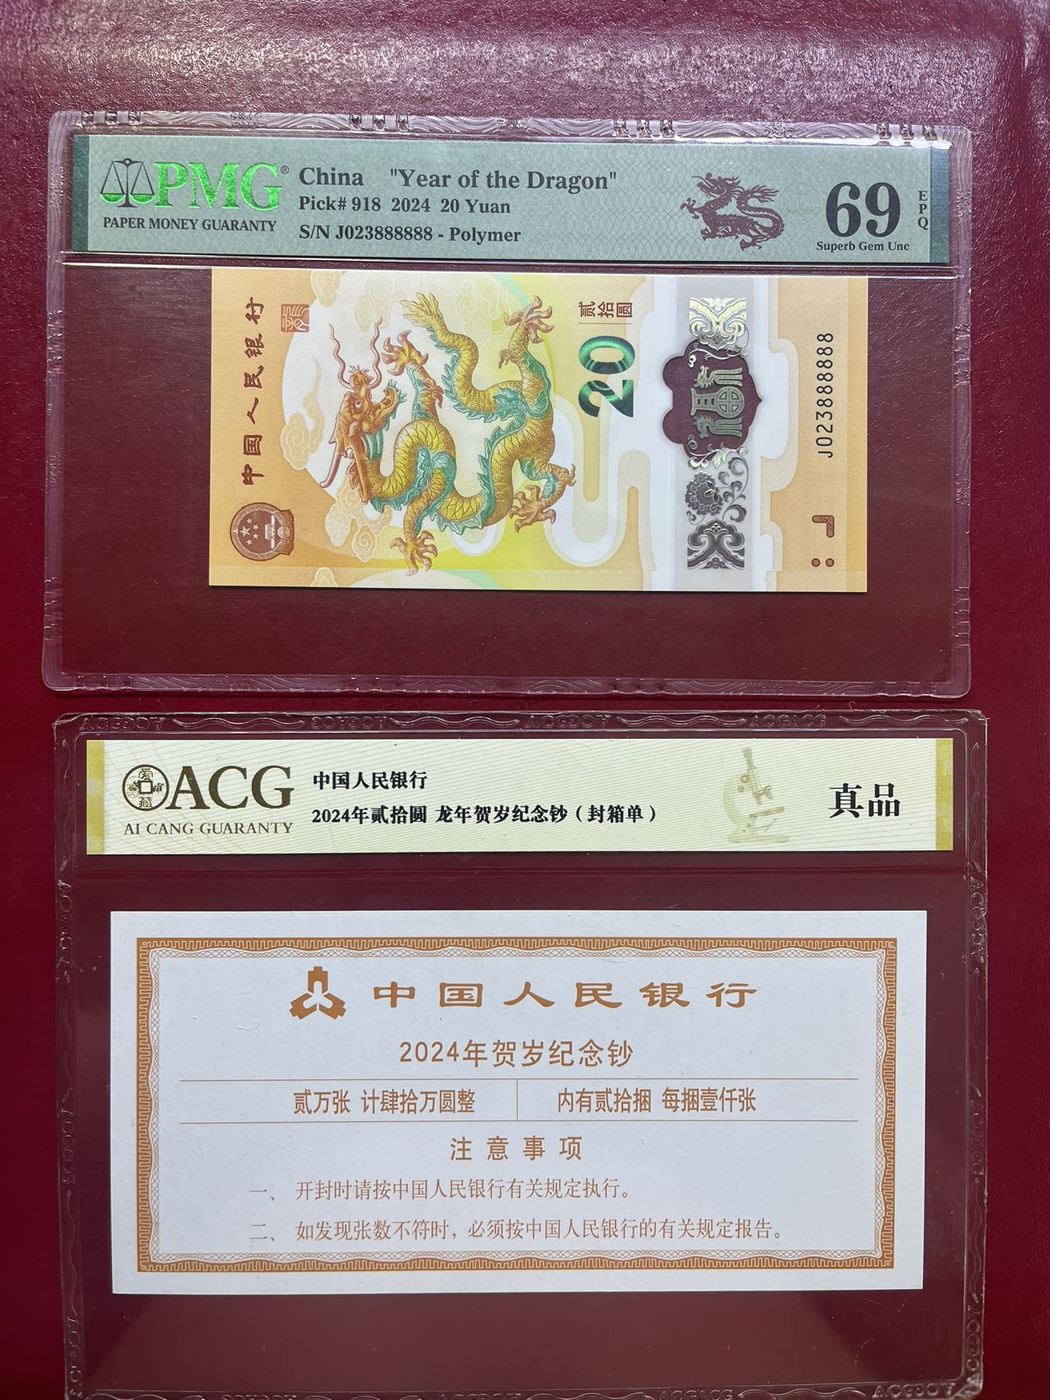 PMG®
PAPER MONEY GUARANTY
China "Year of the Dragon"
Pick# 918 2024 20 Yuan
S/N J023888888 - Polymer
69
Superb Gem Unc
EPQ
中国人民银行
贰拾圆
20
福
J023888888
ACG
AI CANG GUARANTY
爱藏
中国人民银行
2024年贰拾圆 龙年贺岁纪念钞（封箱单）
真品
中国人民银行
2024年贺岁纪念钞
贰万张 计肆拾万圆整
内有贰拾捆 每捆壹仟张
注意事项
一、 开封时请按中国人民银行有关规定执行。
二、 如发现张数不符时，必须按中国人民银行的有关规定报告。